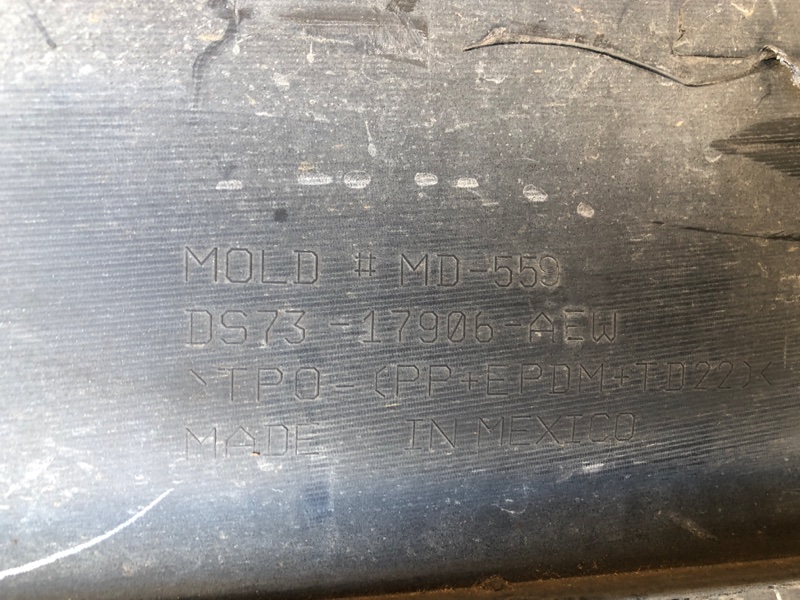 MOLD # MD-559
DS73-17906-AEW
>TPO-(PP+EPDM+TD22)<
MADE IN MEXICO